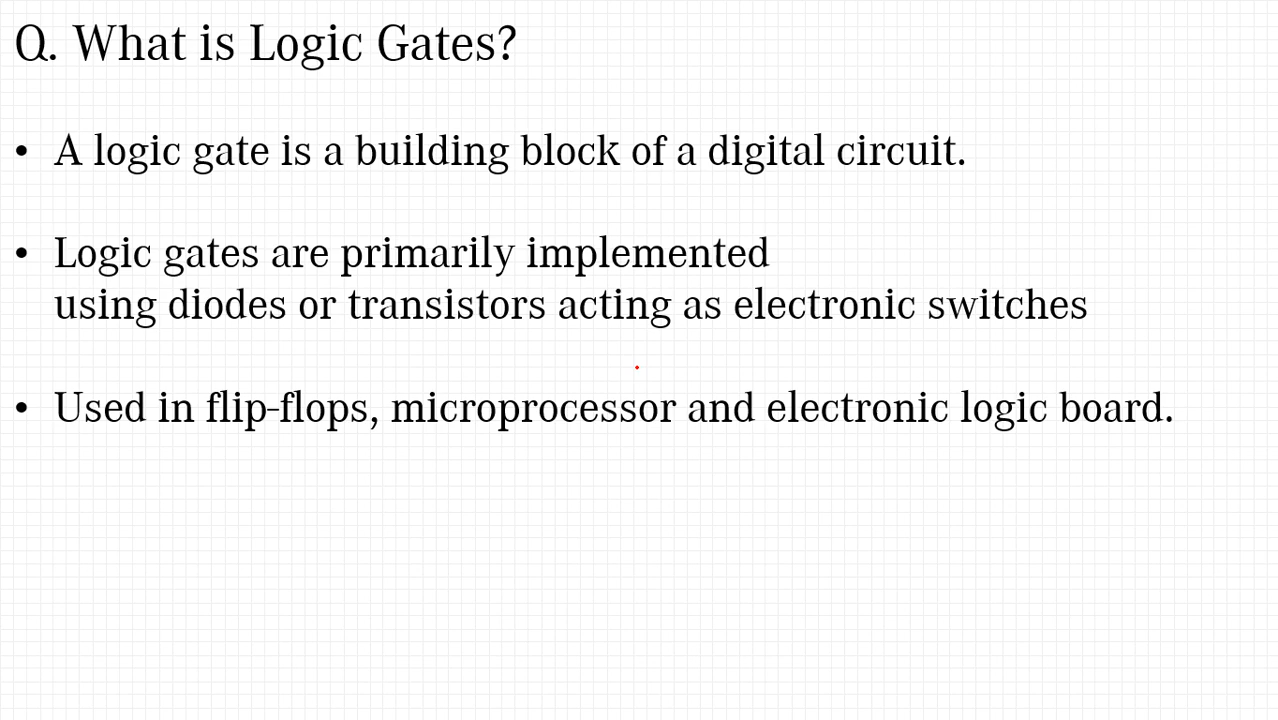 Q. What is Logic Gates?
• A logic gate is a building block of a digital circuit.
• Logic gates are primarily implemented
using diodes or transistors acting as electronic switches
• Used in flip-flops, microprocessor and electronic logic board.